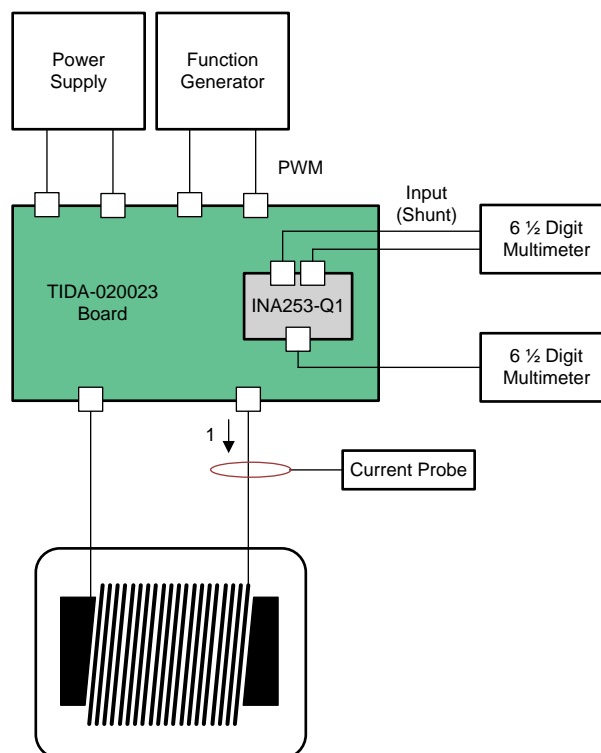 Power
Supply
Function
Generator
PWM
Input
(Shunt)
6 ½ Digit
Multimeter
TIDA-020023
Board
INA253-Q1
6 ½ Digit
Multimeter
1
Current Probe